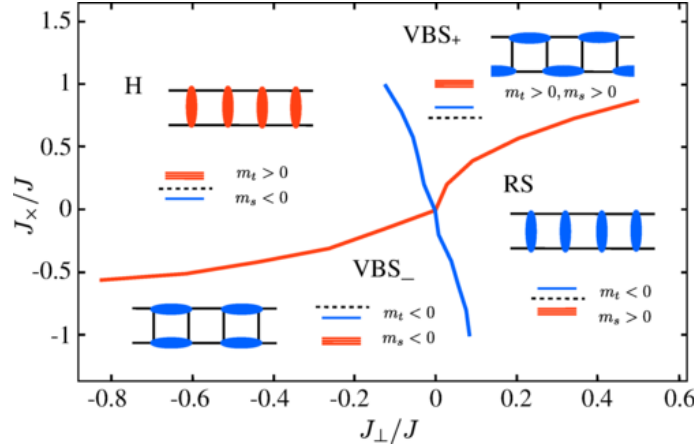 VBS₊
H
m_t > 0, m_s > 0
m_t > 0
m_s < 0
RS
VBS₋
m_t < 0
m_s < 0
m_t < 0
m_s > 0
1.5
1
0.5
0
-0.5
-1
J_×/J
-0.8 -0.6 -0.4 -0.2 0 0.2 0.4 0.6
J_⊥/J